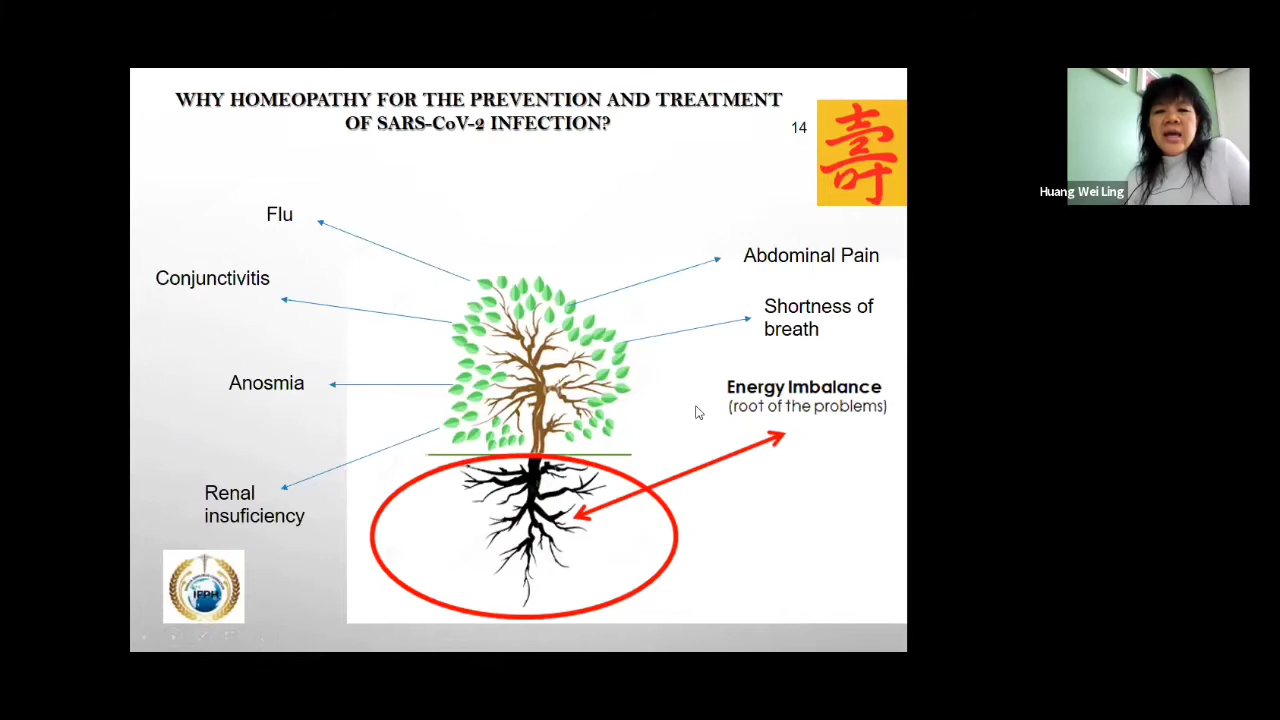 WHY HOMEOPATHY FOR THE PREVENTION AND TREATMENT
OF SARS-CoV-2 INFECTION?
14
壽
Flu
Conjunctivitis
Anosmia
Renal
insuficiency
Abdominal Pain
Shortness of
breath
Energy Imbalance
(root of the problems)
IFPH
Huang Wei Ling